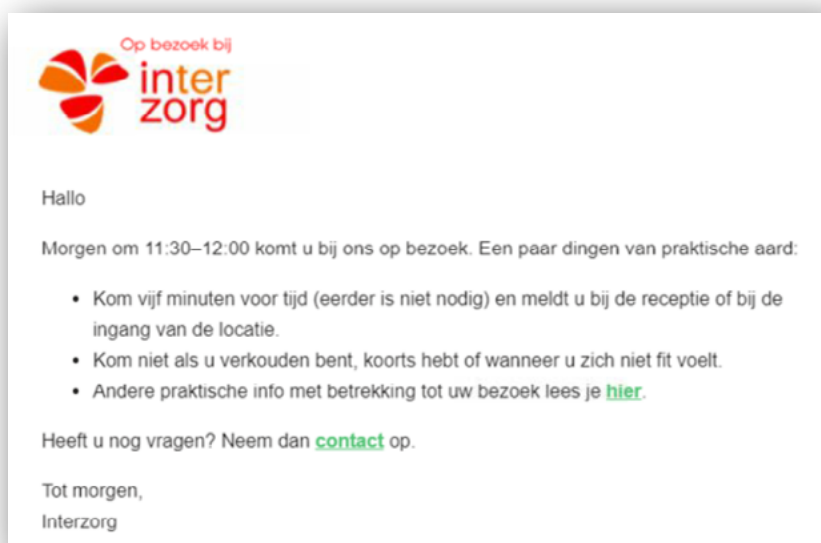 Op bezoek bij
inter
zorg
Hallo
Morgen om 11:30–12:00 komt u bij ons op bezoek. Een paar dingen van praktische aard:
• Kom vijf minuten voor tijd (eerder is niet nodig) en meldt u bij de receptie of bij de
ingang van de locatie.
• Kom niet als u verkouden bent, koorts hebt of wanneer u zich niet fit voelt.
• Andere praktische info met betrekking tot uw bezoek lees je hier.
Heeft u nog vragen? Neem dan contact op.
Tot morgen,
Interzorg